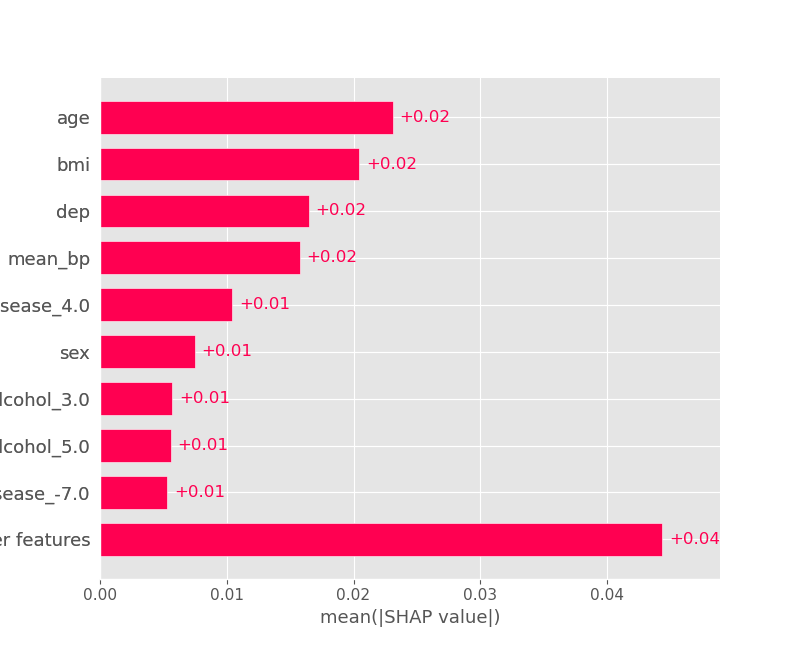 age +0.02
bmi +0.02
dep +0.02
mean_bp +0.02
sease_4.0 +0.01
sex +0.01
lcohol_3.0 +0.01
lcohol_5.0 +0.01
sease_-7.0 +0.01
er features +0.04
0.00 0.01 0.02 0.03 0.04
mean(|SHAP value|)